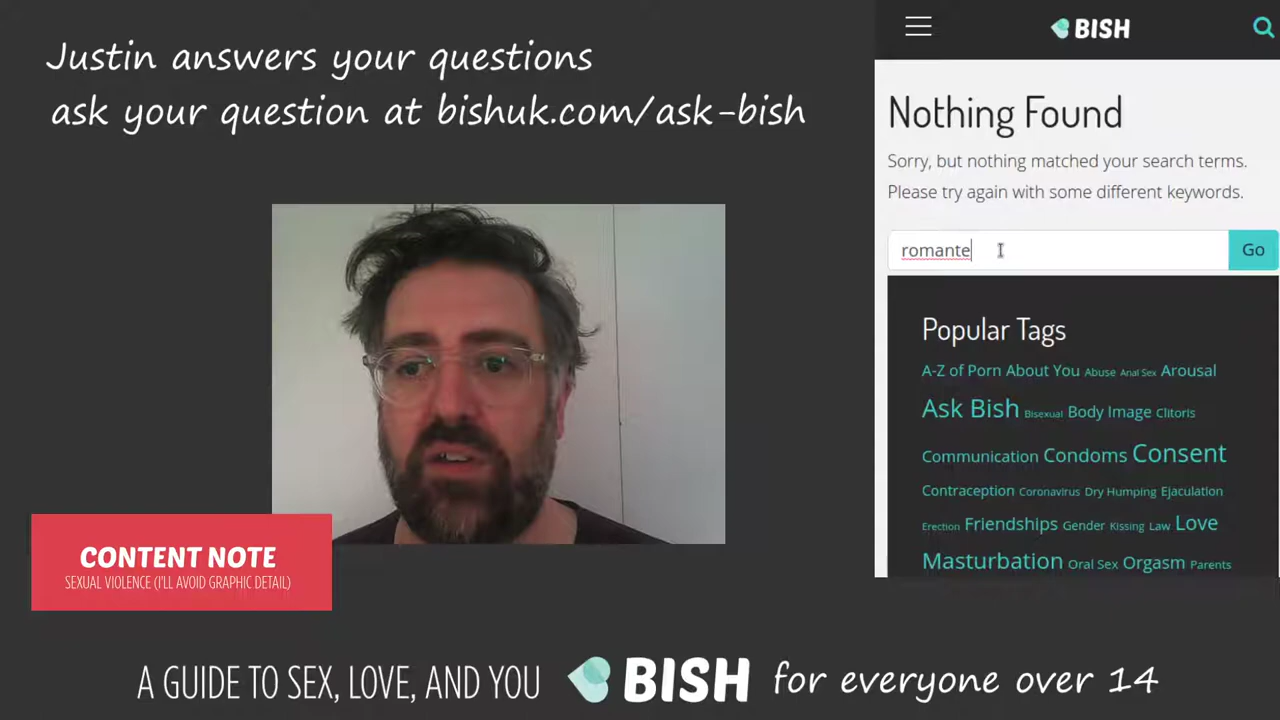 Justin answers your questions
ask your question at bishuk.com/ask-bish
BISH
Nothing Found
Sorry, but nothing matched your search terms.
Please try again with some different keywords.
romante
Go
Popular Tags
A-Z of Porn About You Abuse Anal Sex Arousal
Ask Bish Bisexual Body Image Clitoris
Communication Condoms Consent
Contraception Coronavirus Dry Humping Ejaculation
Erection Friendships Gender Kissing Law Love
Masturbation Oral Sex Orgasm Parents
CONTENT NOTE
SEXUAL VIOLENCE (I'LL AVOID GRAPHIC DETAIL)
A GUIDE TO SEX, LOVE, AND YOU BISH for everyone over 14